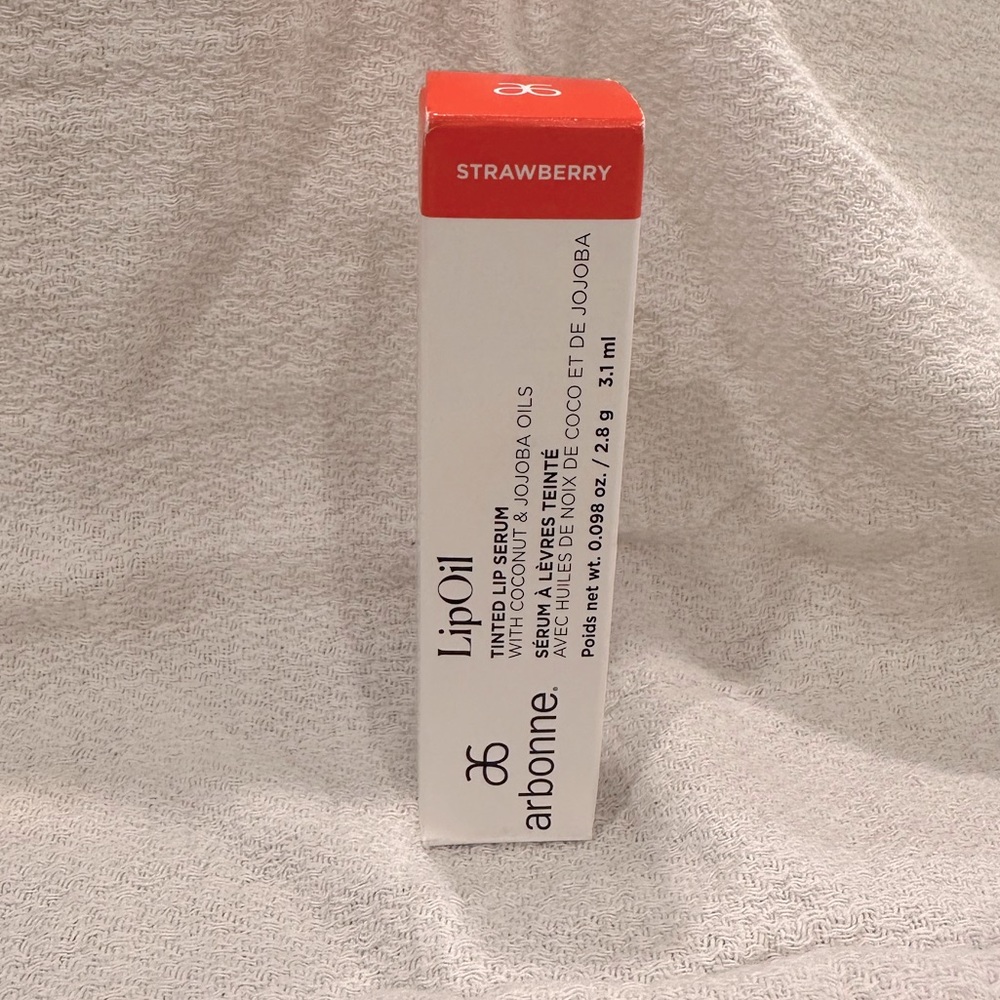 STRAWBERRY
LipOil
TINTED LIP SERUM
WITH COCONUT & JOJOBA OILS
SÉRUM À LÈVRES TEINTÉ
AVEC HUILES DE NOIX DE COCO ET DE JOJOBA
Poids net wt. 0.098 oz. / 2.8 g 3.1 ml
arbonne.